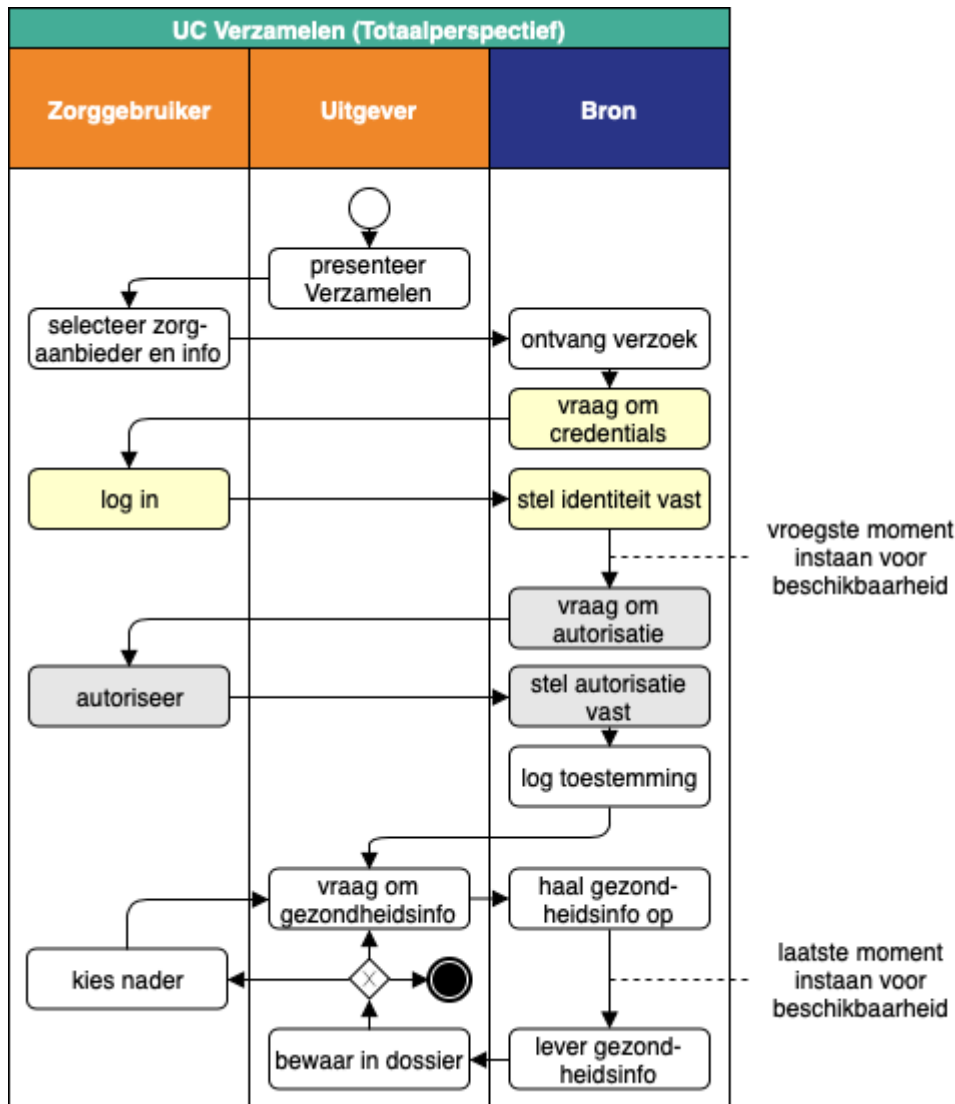 UC Verzamelen (Totaalperspectief)
Zorggebruiker
Uitgever
Bron
presenteer
Verzamelen
selecteer zorg-
aanbieder en info
ontvang verzoek
vraag om
credentials
log in
stel identiteit vast
vroegste moment
instaan voor
beschikbaarheid
vraag om
autorisatie
autoriseer
stel autorisatie
vast
log toestemming
vraag om
gezondheidsinfo
haal gezond-
heidsinfo op
kies nader
X
laatste moment
instaan voor
beschikbaarheid
bewaar in dossier
lever gezond-
heidsinfo